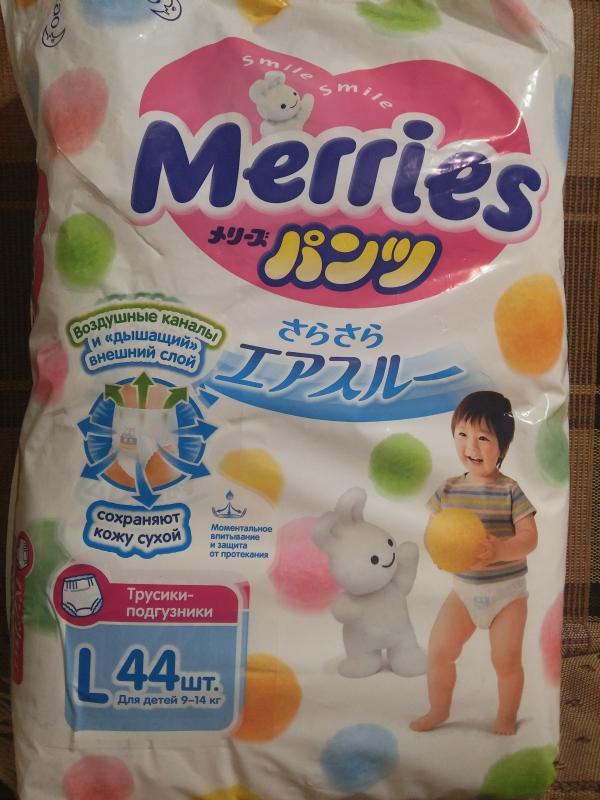 smile smile
Merries
メリーズ
パンツ
さらさら
エアスルー
Воздушные каналы
и «дышащий»
внешний слой
сохраняют
кожу сухой
Моментальное
впитывание
и защита
от протекания
Трусики-
подгузники
L 44шт.
Для детей 9–14 кг